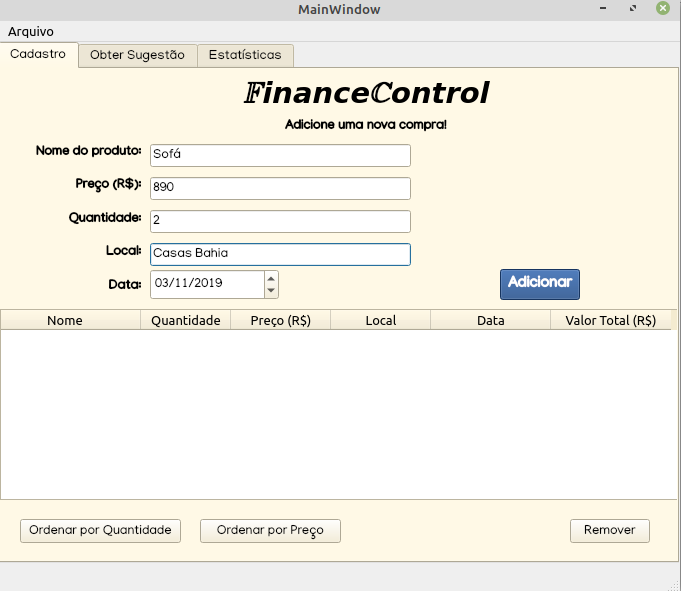 MainWindow
Arquivo
Cadastro Obter Sugestão Estatísticas
𝔽inanceℂontrol
Adicione uma nova compra!
Nome do produto: Sofá
Preço (R$): 890
Quantidade: 2
Local: Casas Bahia
Data: 03/11/2019 Adicionar
Nome Quantidade Preço (R$) Local Data Valor Total (R$)
Ordenar por Quantidade Ordenar por Preço Remover